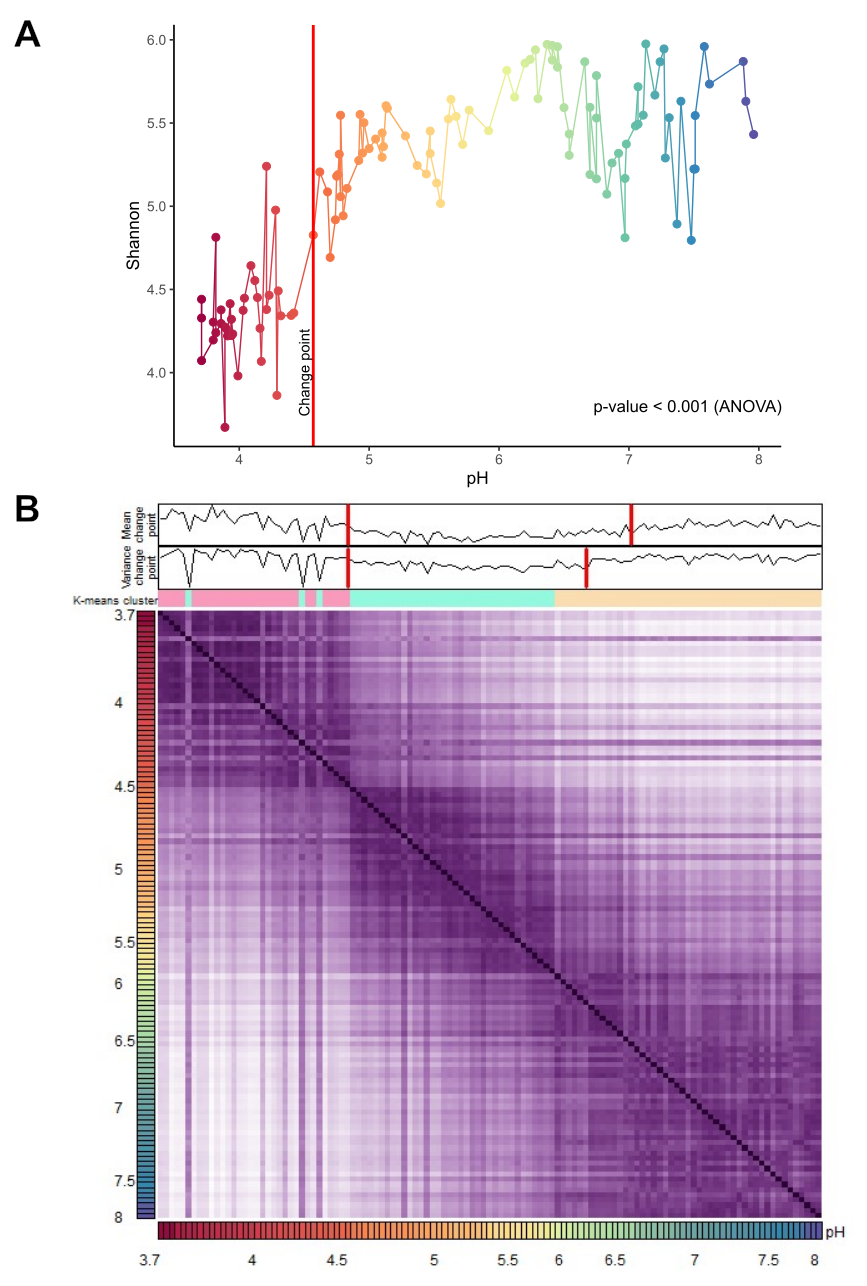 A
6.0
5.5
5.0
4.5
4.0
Shannon
Change point
p-value < 0.001 (ANOVA)
4 5 6 7 8
pH
B
Mean change point
Variance change point
K-means cluster
3.7
4
4.5
5
5.5
6
6.5
7
7.5
8
pH
3.7 4 4.5 5 5.5 6 6.5 7 7.5 8